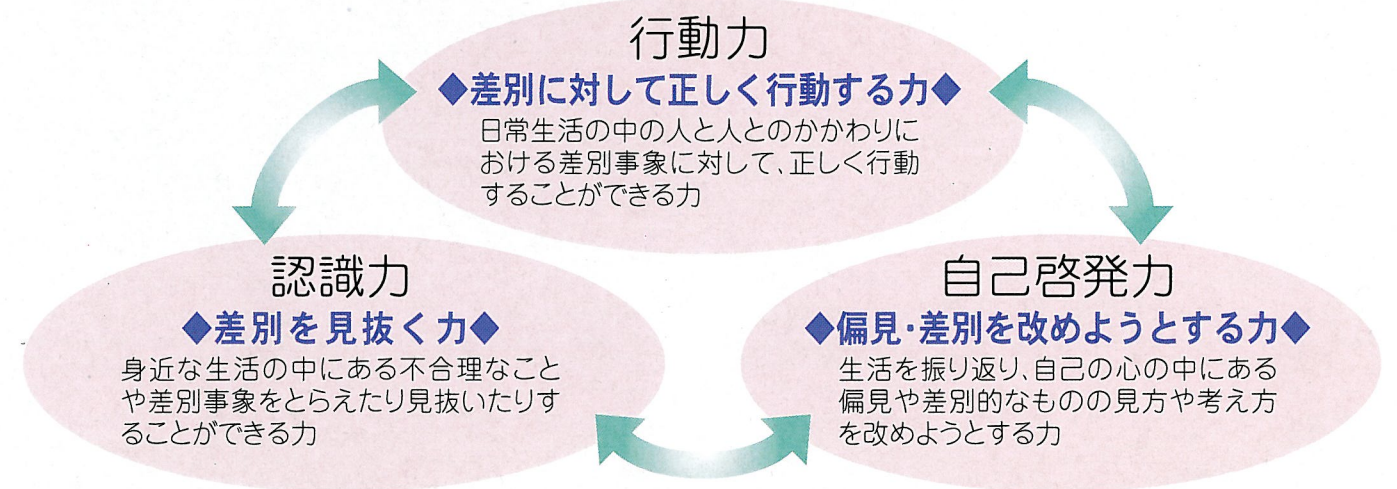 行動力
◆差別に対して正しく行動する力◆
日常生活の中の人と人とのかかわりに
おける差別事象に対して、正しく行動
することができる力
認識力
◆差別を見抜く力◆
身近な生活の中にある不合理なこと
や差別事象をとらえたり見抜いたりす
ることができる力
自己啓発力
◆偏見・差別を改めようとする力◆
生活を振り返り、自己の心の中にある
偏見や差別的なものの見方や考え方
を改めようとする力